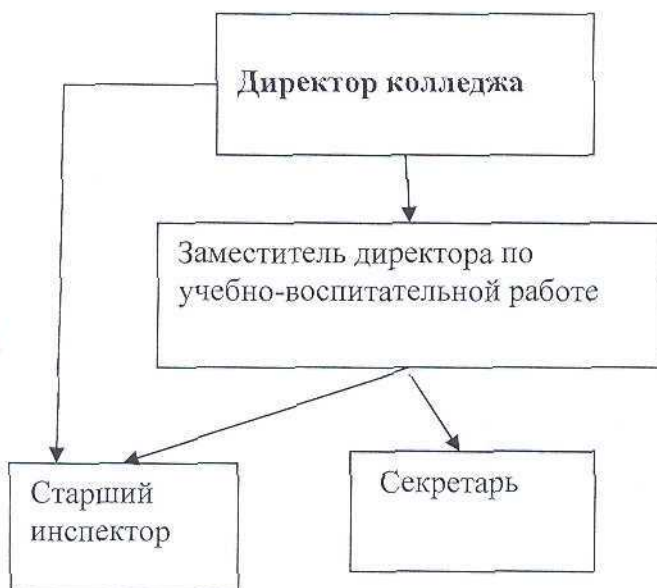 Директор колледжа
Заместитель директора по
учебно-воспитательной работе
Старший
инспектор
Секретарь